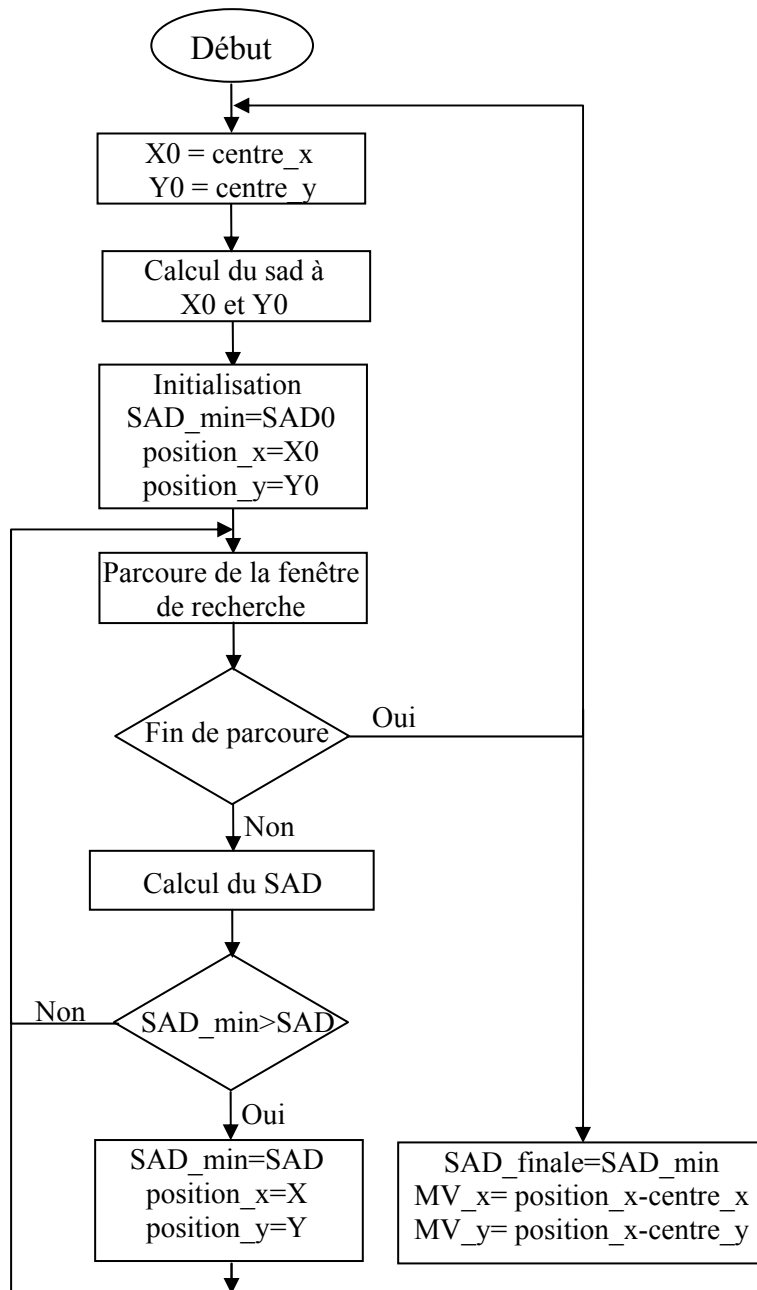 Début
X0 = centre_x
Y0 = centre_y
Calcul du sad à
X0 et Y0
Initialisation
SAD_min=SAD0
position_x=X0
position_y=Y0
Parcoure de la fenêtre
de recherche
Fin de parcoure
Oui
Non
Calcul du SAD
SAD_min>SAD
Non
Oui
SAD_min=SAD
position_x=X
position_y=Y
SAD_finale=SAD_min
MV_x= position_x-centre_x
MV_y= position_x-centre_y